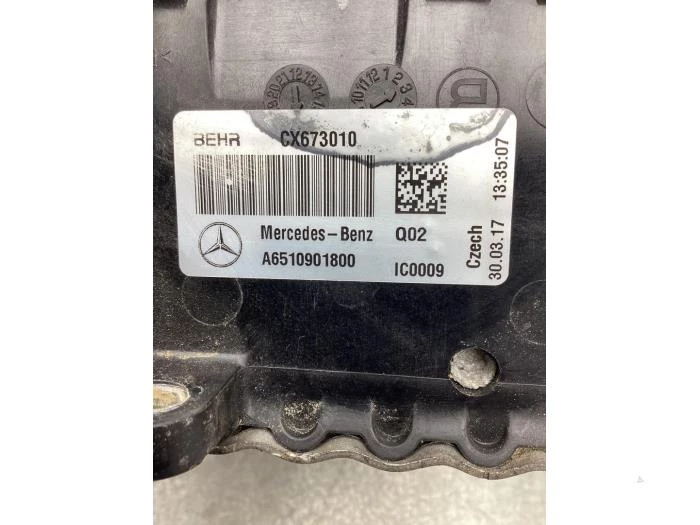 BEHR CX673010
Mercedes-Benz Q02
A6510901800 IC0009
Czech
30.03.17 13:35:07